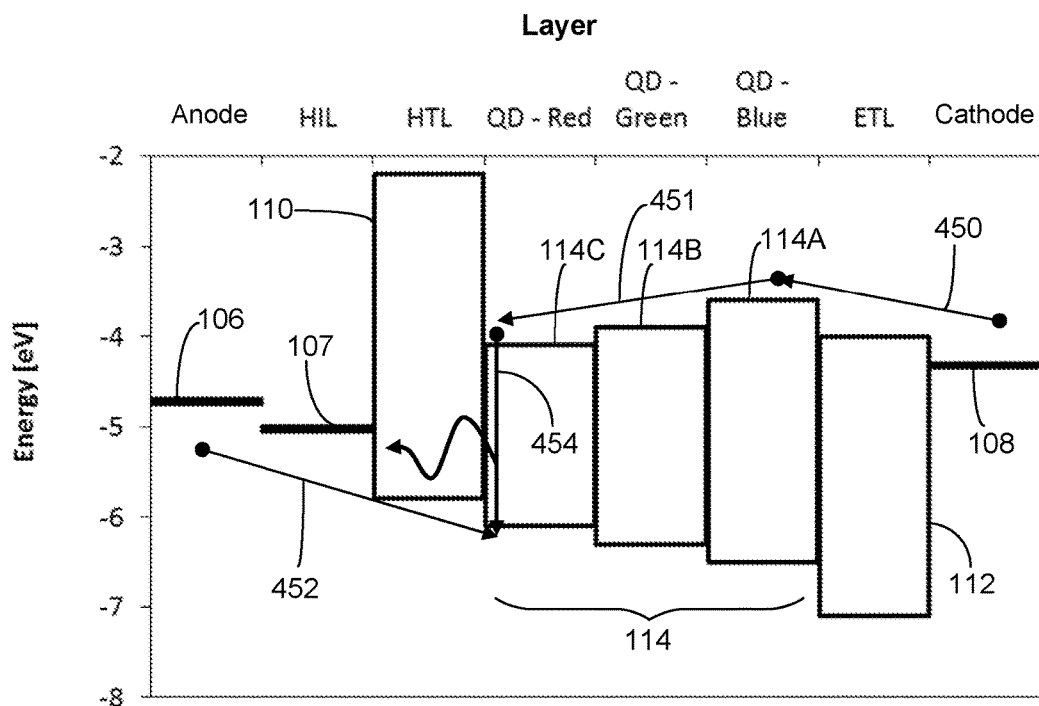 Layer
Anode HIL HTL QD - Red QD - Green QD - Blue ETL Cathode
-2
-3
-4
-5
-6
-7
-8
Energy [eV]
110
451
450
114C
114B
114A
106
107
454
108
452
112
114